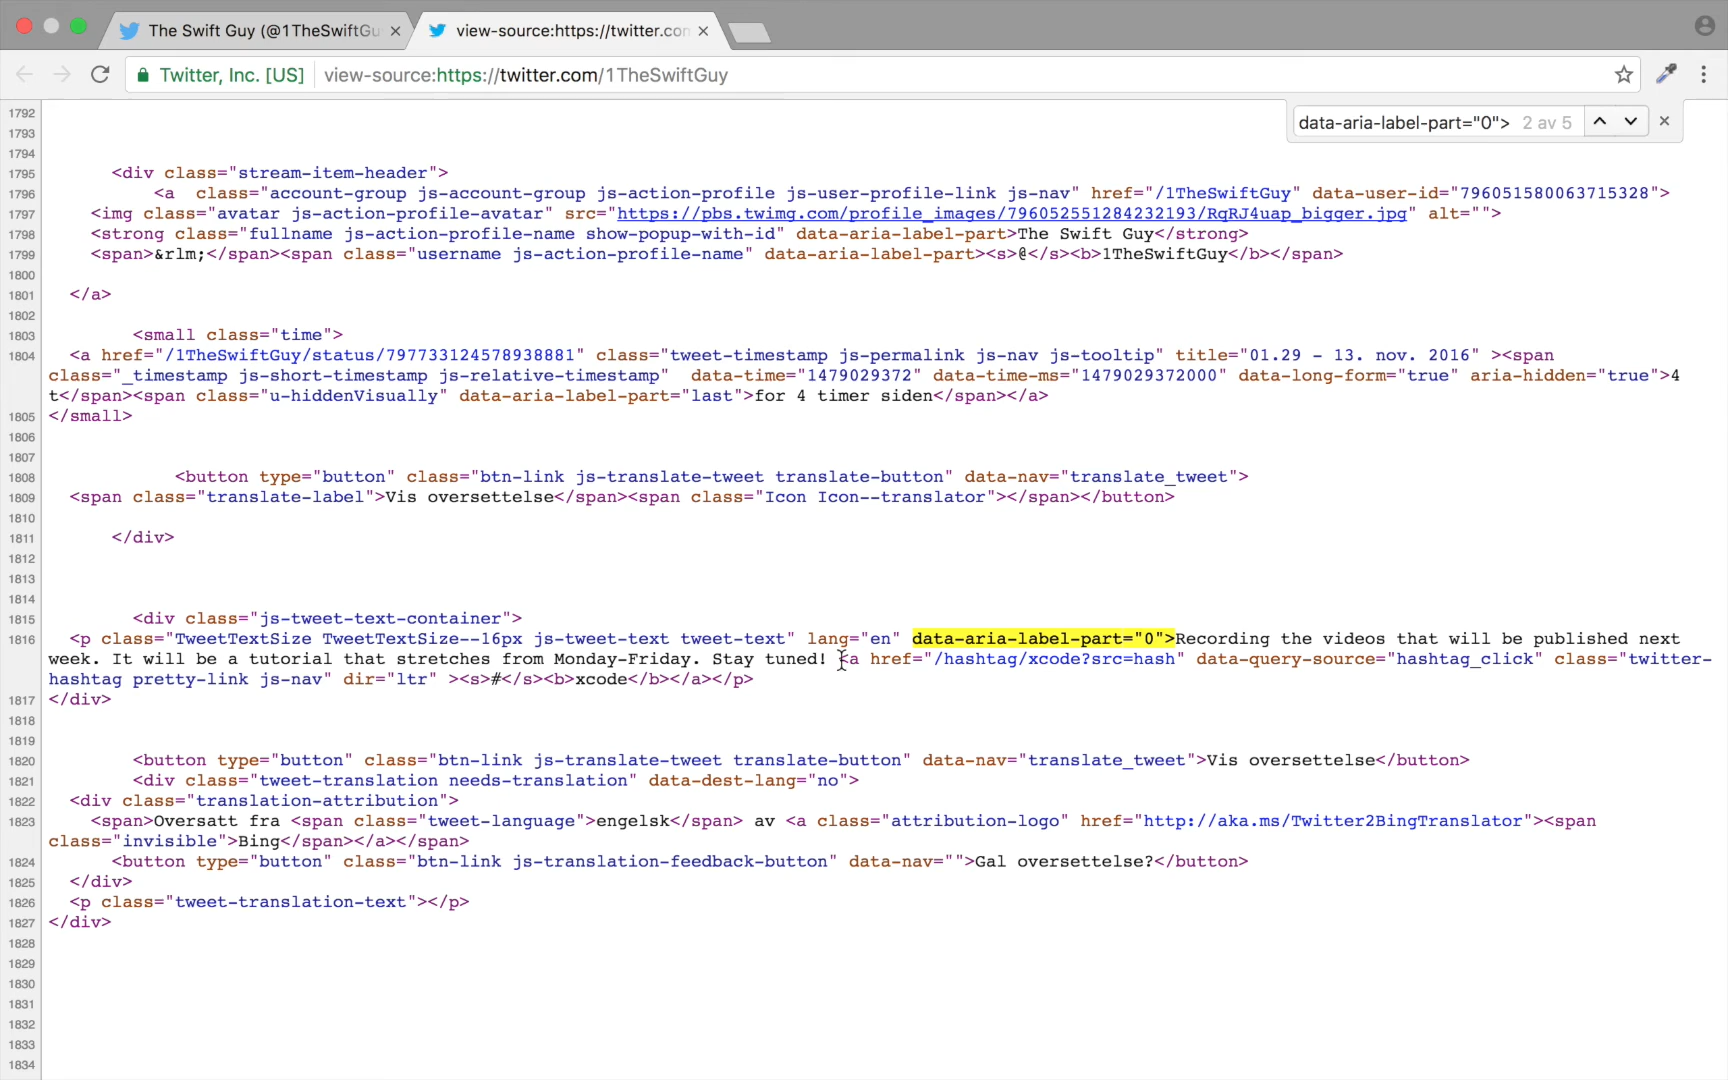 The Swift Guy (@1TheSwiftGu
view-source:https://twitter.con
Twitter, Inc. [US] view-source:https://twitter.com/1TheSwiftGuy
data-aria-label-part="0"> 2 av 5
1792
1793
1794
1795 <div class="stream-item-header">
1796 <a  class="account-group js-account-group js-action-profile js-user-profile-link js-nav" href="/1TheSwiftGuy" data-user-id="796051580063715328">
1797 <img class="avatar js-action-profile-avatar" src="https://pbs.twimg.com/profile_images/796052551284232193/RqRJ4uap_bigger.jpg" alt="">
1798 <strong class="fullname js-action-profile-name show-popup-with-id" data-aria-label-part>The Swift Guy</strong>
1799 <span>&rlm;</span><span class="username js-action-profile-name" data-aria-label-part><s>@</s><b>1TheSwiftGuy</b></span>
1800
1801 </a>
1802
1803 <small class="time">
1804 <a href="/1TheSwiftGuy/status/797733124578938881" class="tweet-timestamp js-permalink js-nav js-tooltip" title="01.29 - 13. nov. 2016" ><span
class="_timestamp js-short-timestamp js-relative-timestamp"  data-time="1479029372" data-time-ms="1479029372000" data-long-form="true" aria-hidden="true">4
t</span><span class="u-hiddenVisually" data-aria-label-part="last">for 4 timer siden</span></a>
1805 </small>
1806
1807
1808 <button type="button" class="btn-link js-translate-tweet translate-button" data-nav="translate_tweet">
1809 <span class="translate-label">Vis oversettelse</span><span class="Icon Icon--translator"></span></button>
1810
1811 </div>
1812
1813
1814
1815 <div class="js-tweet-text-container">
1816 <p class="TweetTextSize TweetTextSize--16px js-tweet-text tweet-text" lang="en" data-aria-label-part="0">Recording the videos that will be published next
week. It will be a tutorial that stretches from Monday-Friday. Stay tuned! <a href="/hashtag/xcode?src=hash" data-query-source="hashtag_click" class="twitter-
hashtag pretty-link js-nav" dir="ltr" ><s>#</s><b>xcode</b></a></p>
1817 </div>
1818
1819
1820 <button type="button" class="btn-link js-translate-tweet translate-button" data-nav="translate_tweet">Vis oversettelse</button>
1821 <div class="tweet-translation needs-translation" data-dest-lang="no">
1822 <div class="translation-attribution">
1823 <span>Oversatt fra <span class="tweet-language">engelsk</span> av <a class="attribution-logo" href="http://aka.ms/Twitter2BingTranslator"><span
class="invisible">Bing</span></a></span>
1824 <button type="button" class="btn-link js-translation-feedback-button" data-nav="">Gal oversettelse?</button>
1825 </div>
1826 <p class="tweet-translation-text"></p>
1827 </div>
1828
1829
1830
1831
1832
1833
1834